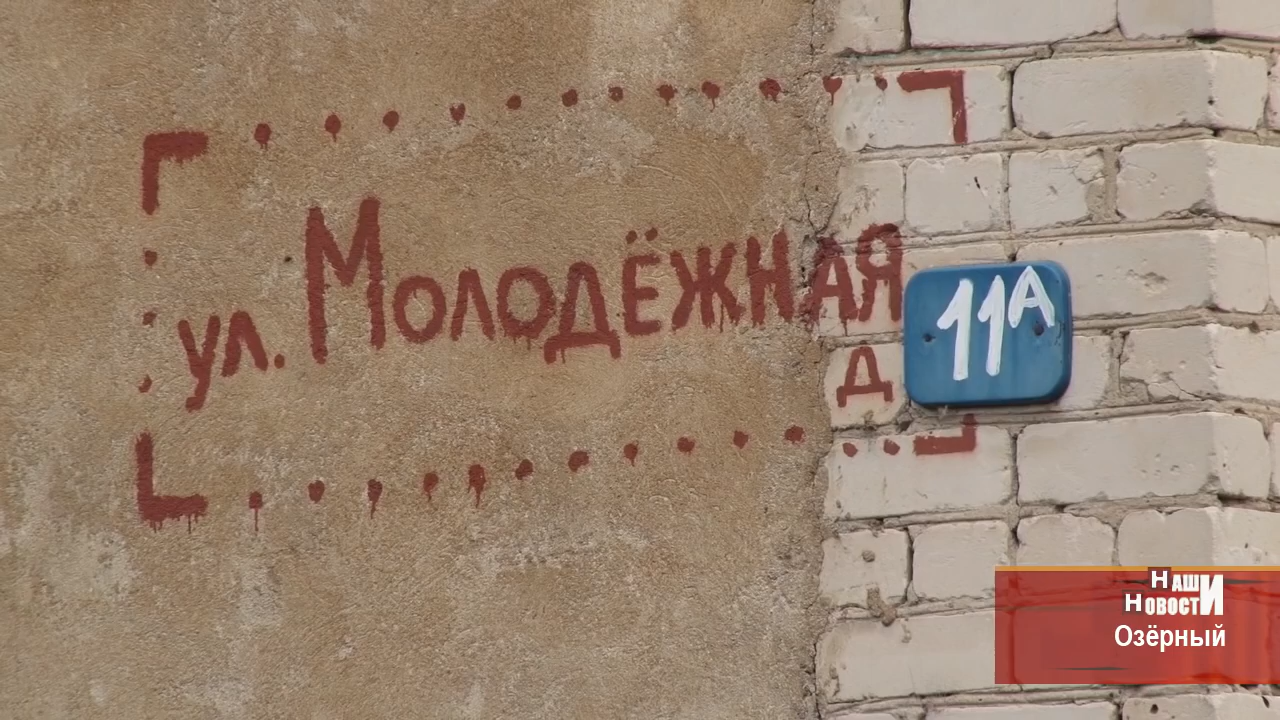 ул. Молодёжная
д 11А
Наши
Новости
Озёрный